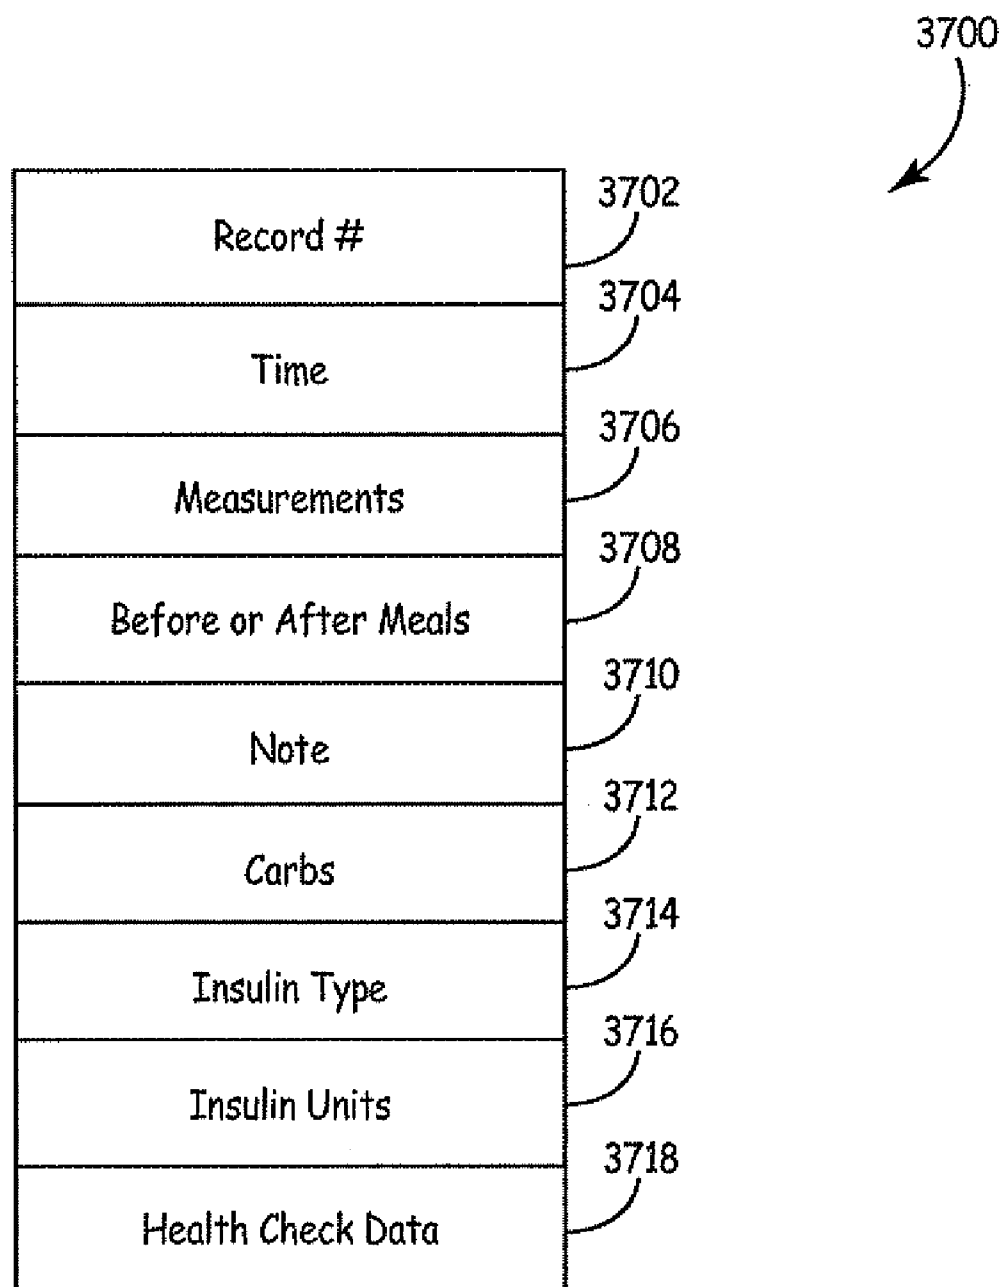 3700
Record #
3702
Time
3704
Measurements
3706
Before or After Meals
3708
Note
3710
Carbs
3712
Insulin Type
3714
Insulin Units
3716
Health Check Data
3718